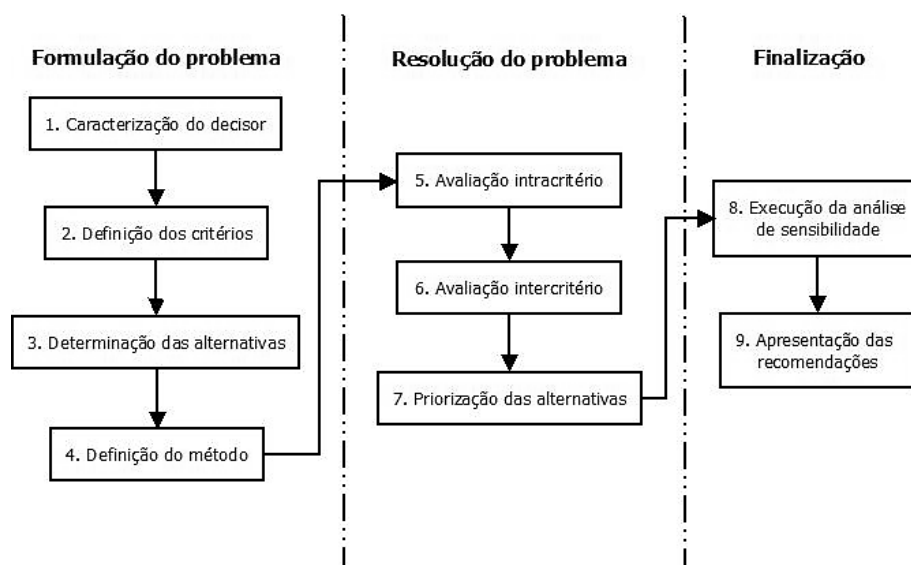 Formulação do problema
1. Caracterização do decisor
2. Definição dos critérios
3. Determinação das alternativas
4. Definição do método
Resolução do problema
5. Avaliação intracritério
6. Avaliação intercritério
7. Priorização das alternativas
Finalização
8. Execução da análise
de sensibilidade
9. Apresentação das
recomendações